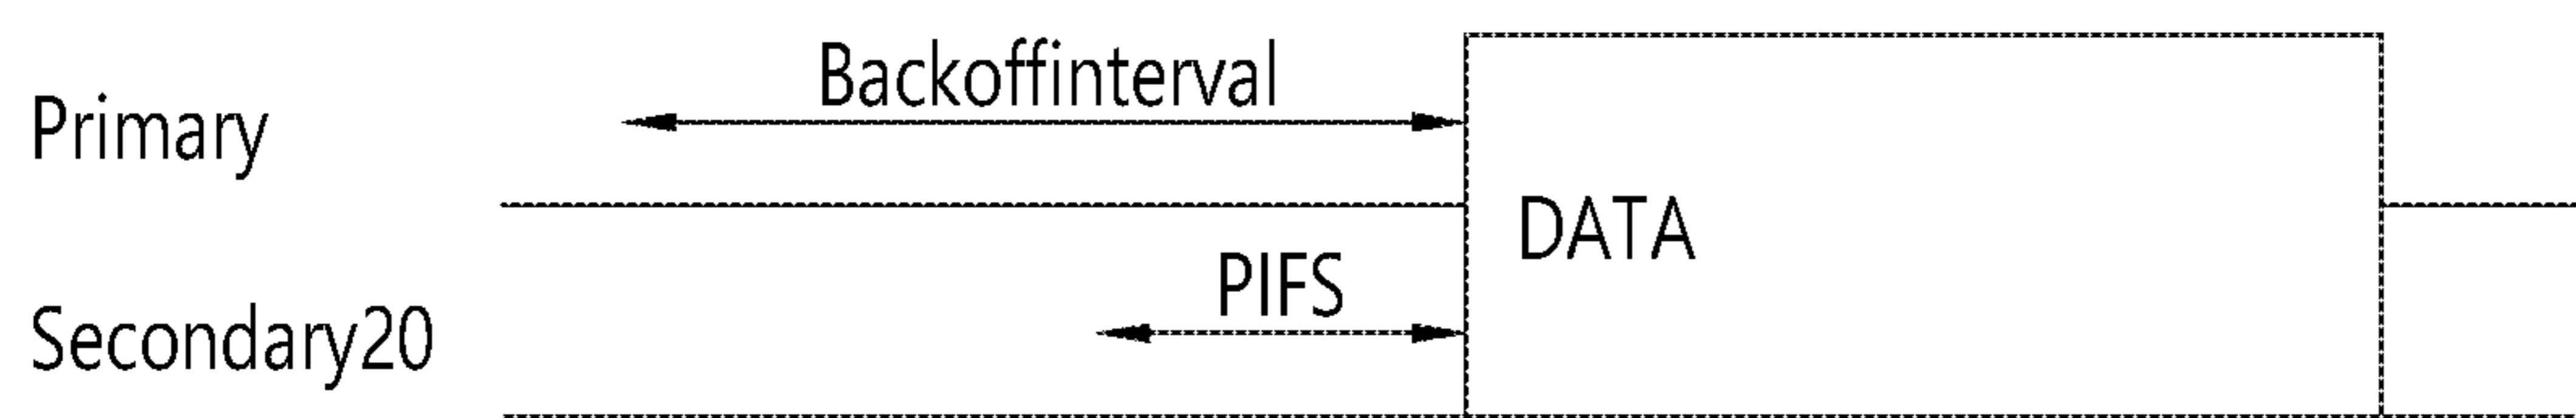 Backoffinterval
Primary
DATA
PIFS
Secondary20